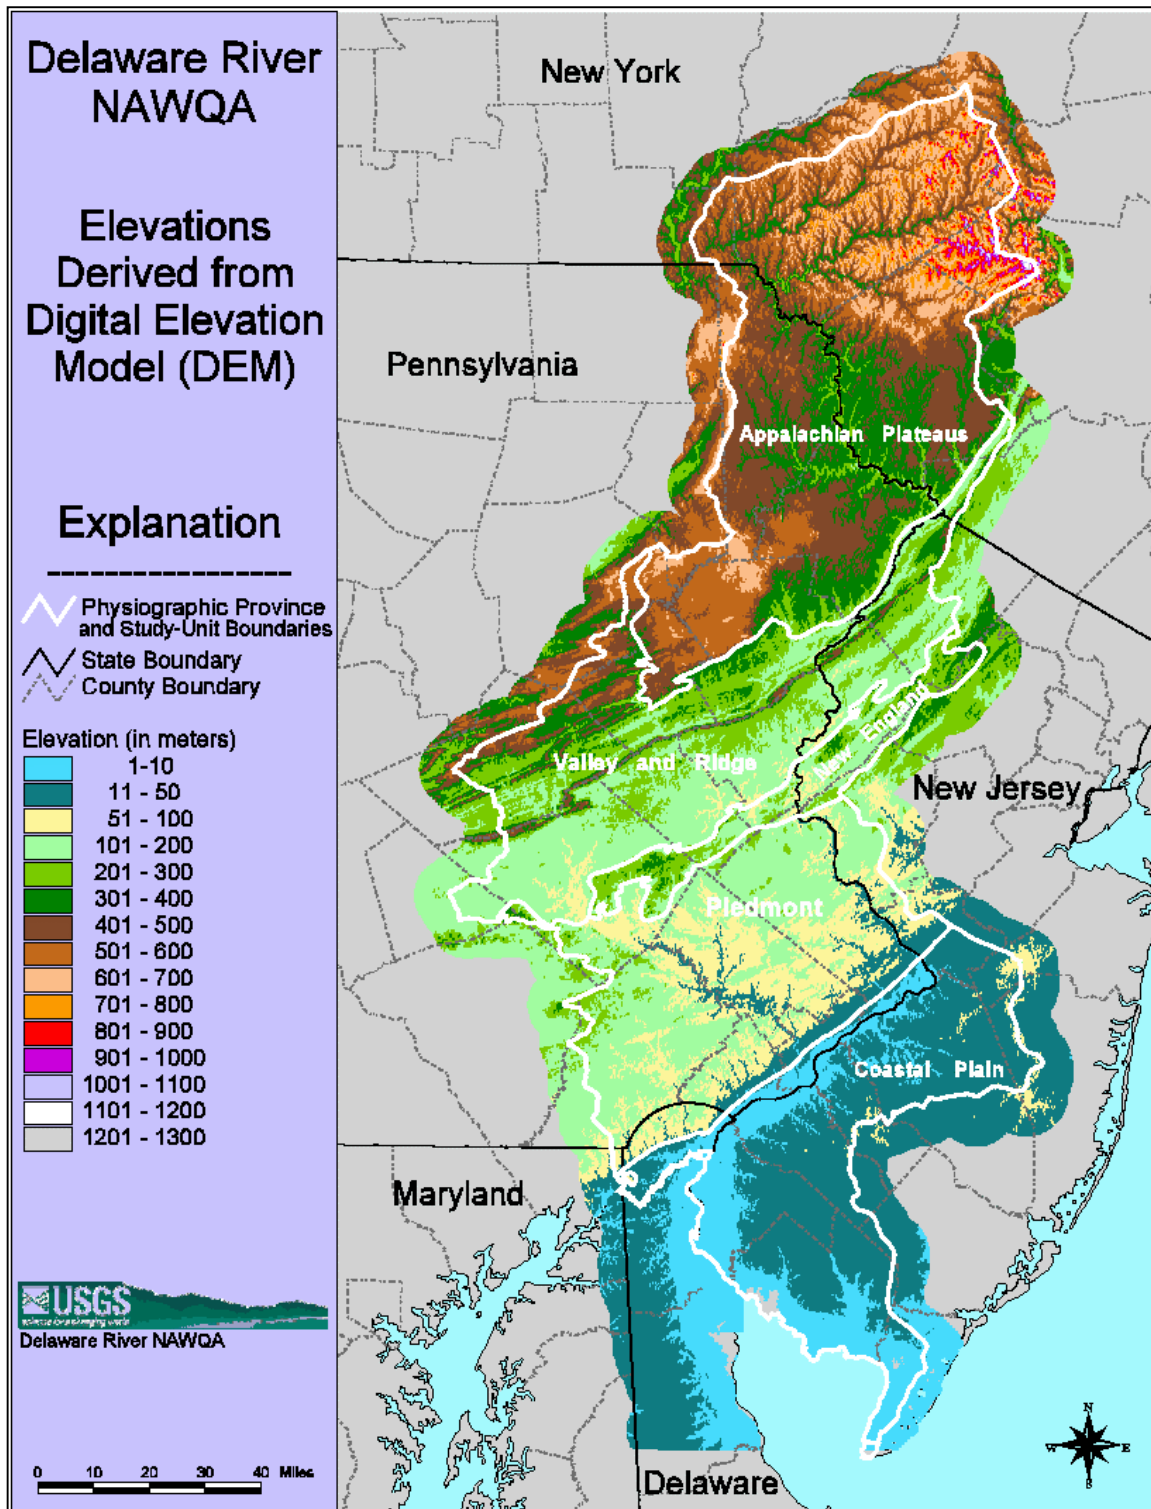 Delaware River
NAWQA
Elevations
Derived from
Digital Elevation
Model (DEM)
Explanation
Physiographic Province
and Study-Unit Boundaries
State Boundary
County Boundary
Elevation (in meters)
1-10
11 - 50
51 - 100
101 - 200
201 - 300
301 - 400
401 - 500
501 - 600
601 - 700
701 - 800
801 - 900
901 - 1000
1001 - 1100
1101 - 1200
1201 - 1300
USGS
science for a changing world
Delaware River NAWQA
0 10 20 30 40 Miles
New York
Pennsylvania
Appalachian Plateaus
New England
Valley and Ridge
New Jersey
Piedmont
Coastal Plain
Maryland
Delaware
N
W E
S